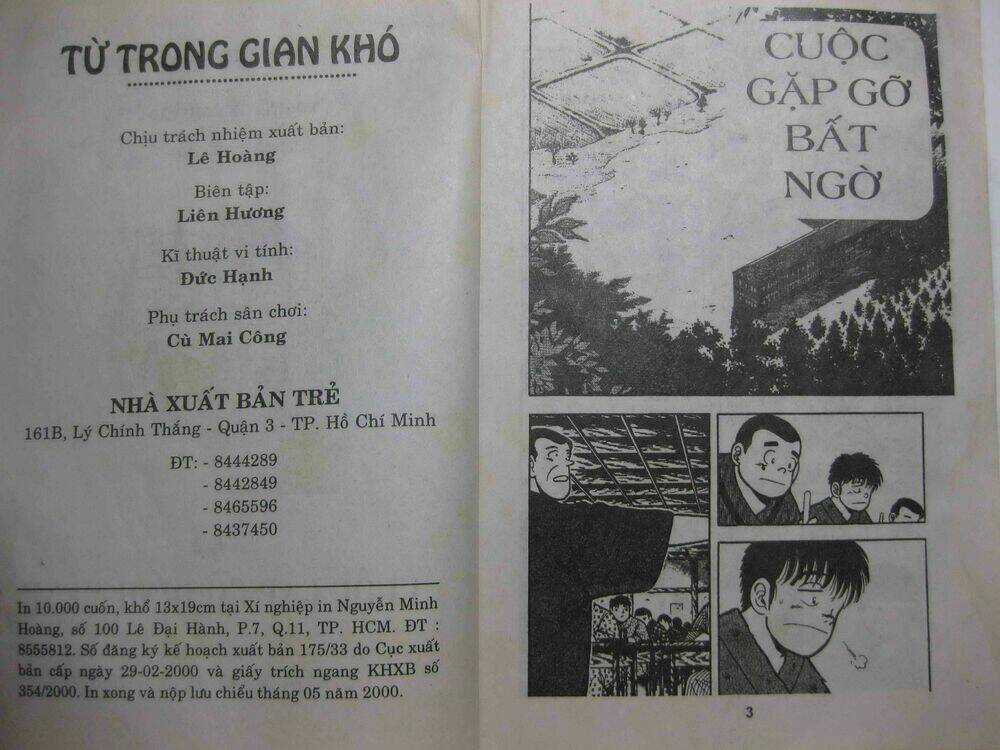 TỪ TRONG GIAN KHÓ
Chịu trách nhiệm xuất bản:
Lê Hoàng
Biên tập:
Liên Hương
Kĩ thuật vi tính:
Đức Hạnh
Phụ trách sân chơi:
Cù Mai Công
NHÀ XUẤT BẢN TRẺ
161B, Lý Chính Thắng - Quận 3 - TP. Hồ Chí Minh
ĐT: - 8444289
- 8442849
- 8465596
- 8437450
In 10.000 cuốn, khổ 13x19cm tại Xí nghiệp in Nguyễn Minh
Hoàng, số 100 Lê Đại Hành, P.7, Q.11, TP. HCM. ĐT :
8555812. Số đăng ký kế hoạch xuất bản 175/33 do Cục xuất
bản cấp ngày 29-02-2000 và giấy trích ngang KHXB số
354/2000. In xong và nộp lưu chiểu tháng 05 năm 2000.
CUỘC
GẶP GỠ
BẤT
NGỜ
3